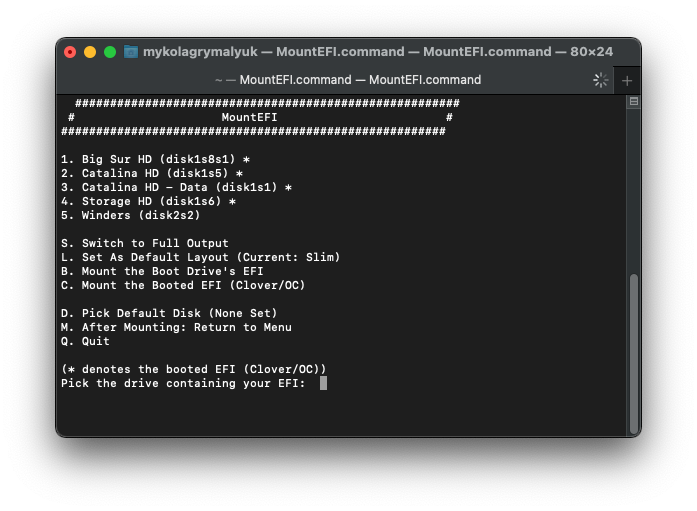 mykolagrymalyuk — MountEFI.command — MountEFI.command — 80×24
~ — MountEFI.command — MountEFI.command
+
#######################################################
# MountEFI #
#######################################################
1. Big Sur HD (disk1s8s1) *
2. Catalina HD (disk1s5) *
3. Catalina HD - Data (disk1s1) *
4. Storage HD (disk1s6) *
5. Winders (disk2s2)
S. Switch to Full Output
L. Set As Default Layout (Current: Slim)
B. Mount the Boot Drive's EFI
C. Mount the Booted EFI (Clover/OC)
D. Pick Default Disk (None Set)
M. After Mounting: Return to Menu
Q. Quit
(* denotes the booted EFI (Clover/OC))
Pick the drive containing your EFI: